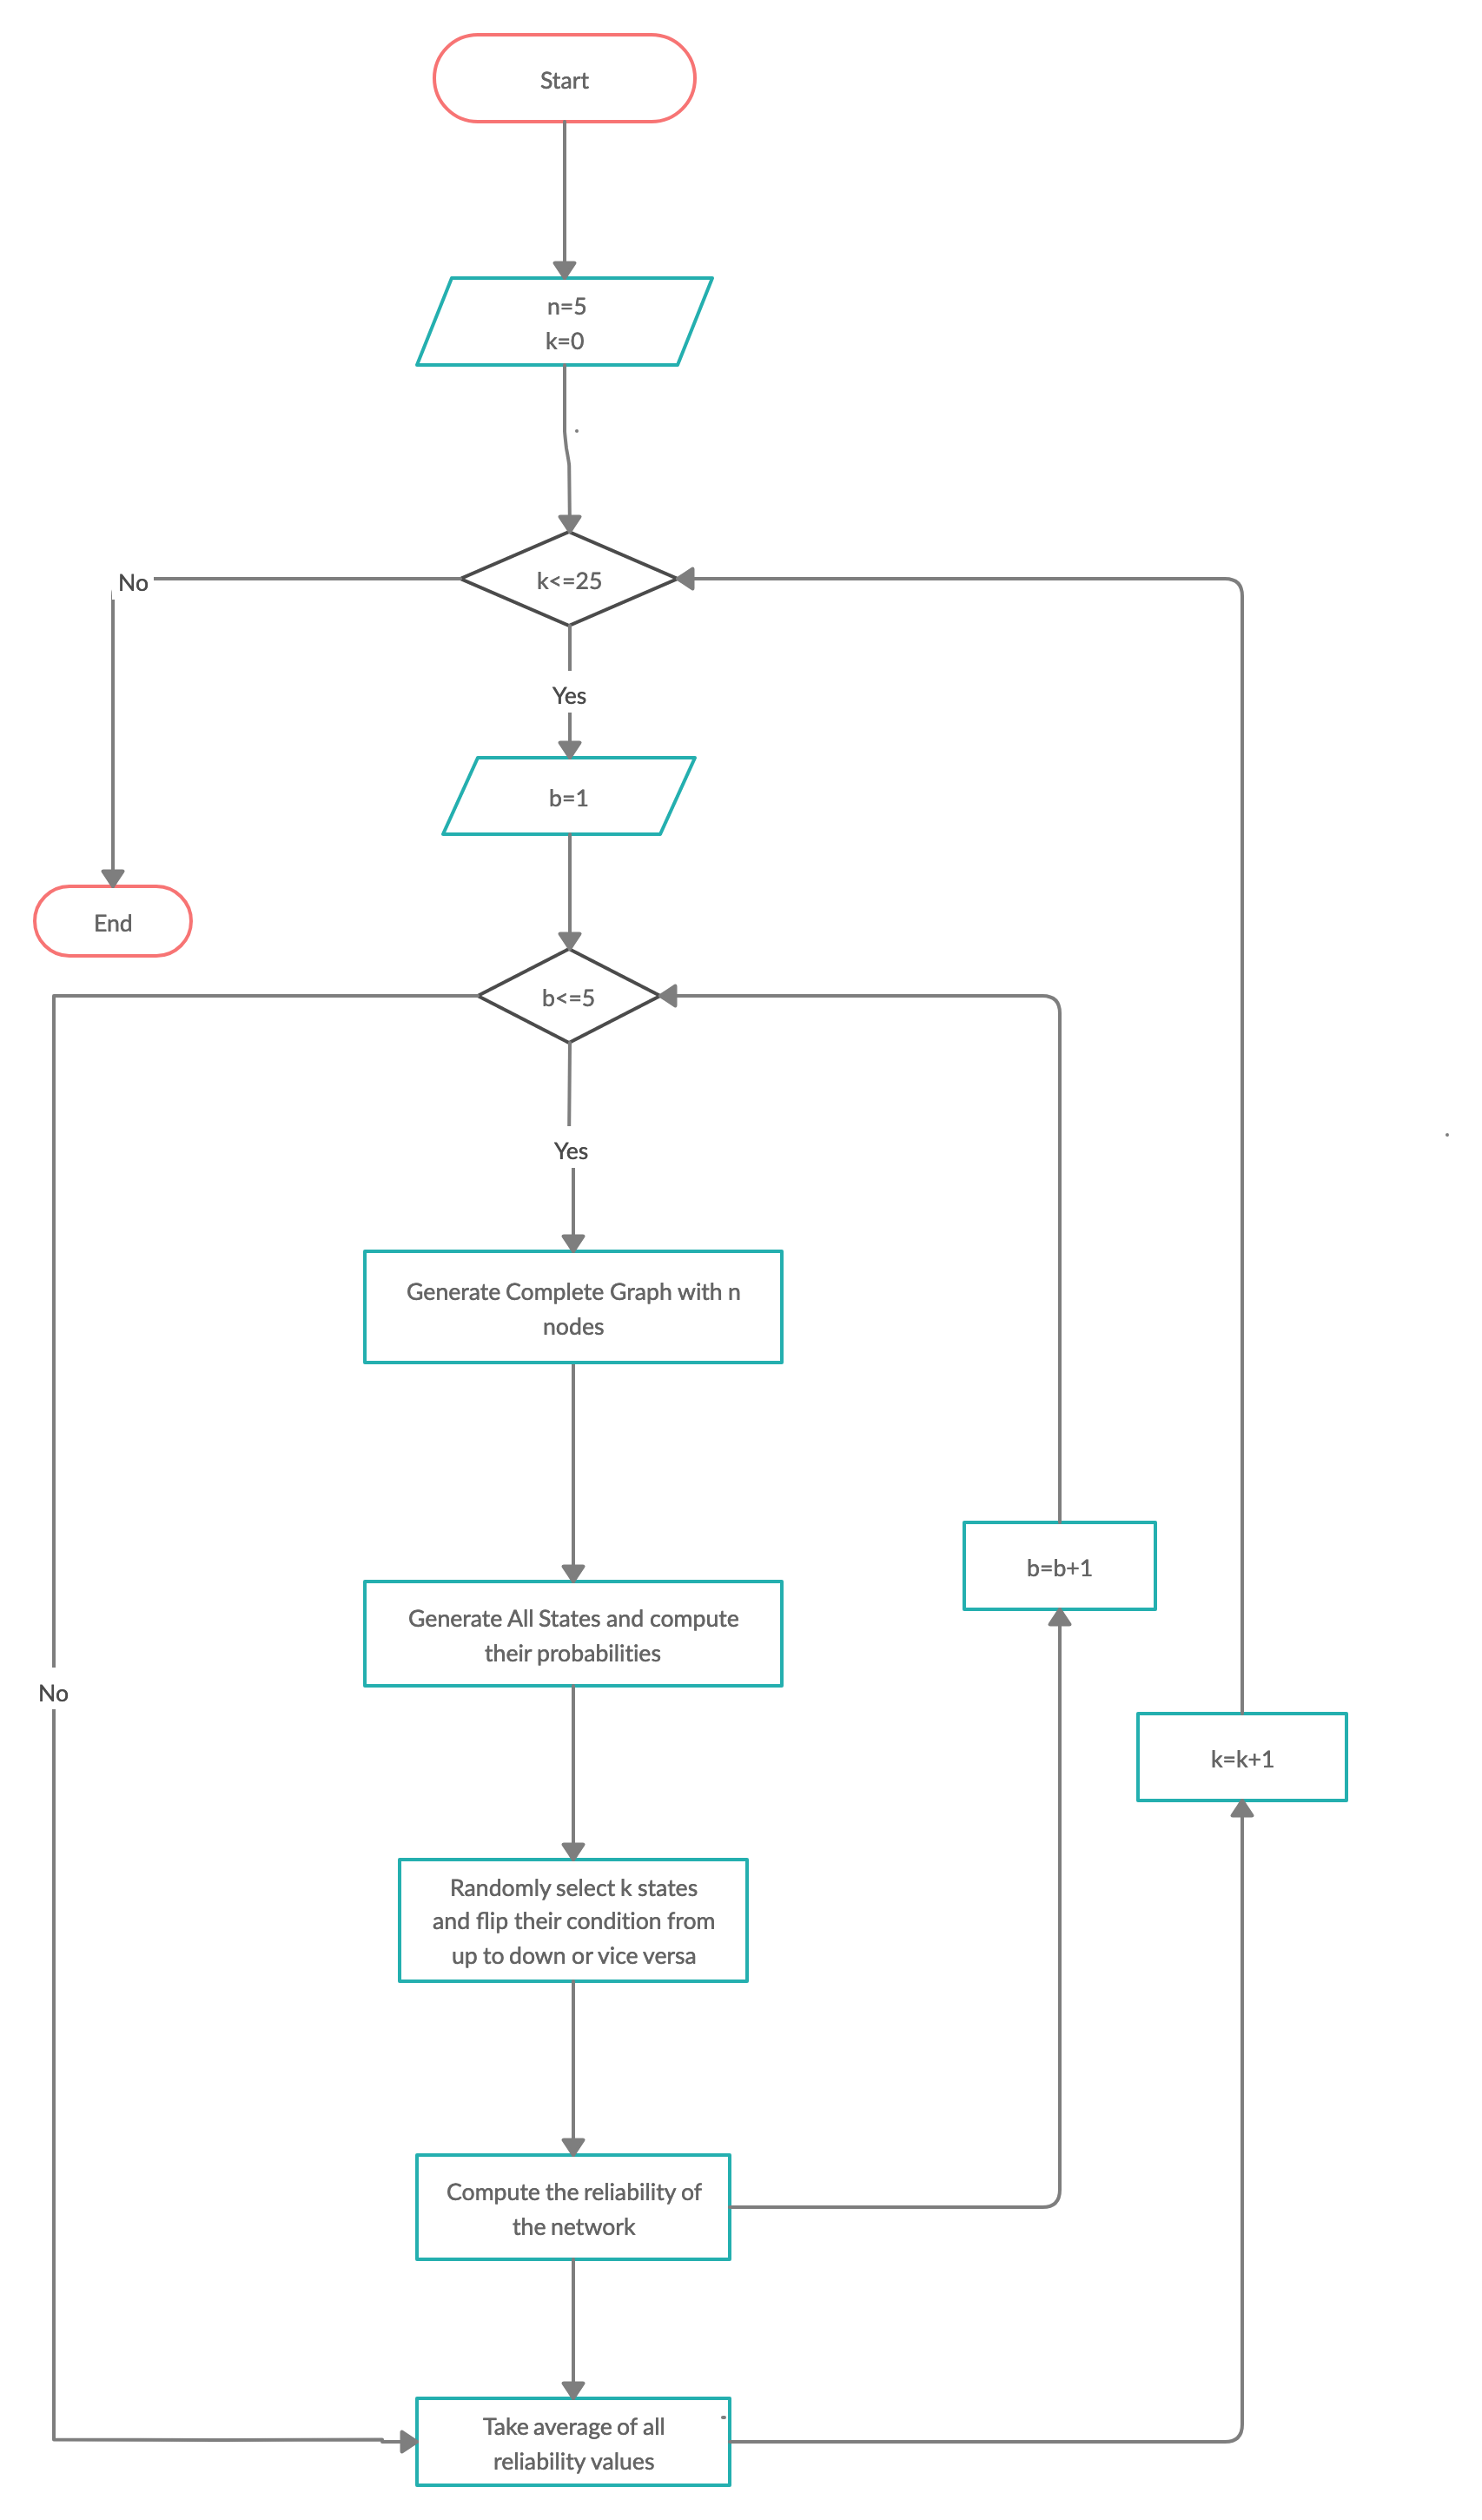 Start
n=5
k=0
k<=25
No
Yes
b=1
End
b<=5
Yes
Generate Complete Graph with n
nodes
b=b+1
Generate All States and compute
their probabilities
No
k=k+1
Randomly select k states
and flip their condition from
up to down or vice versa
Compute the reliability of
the network
Take average of all
reliability values